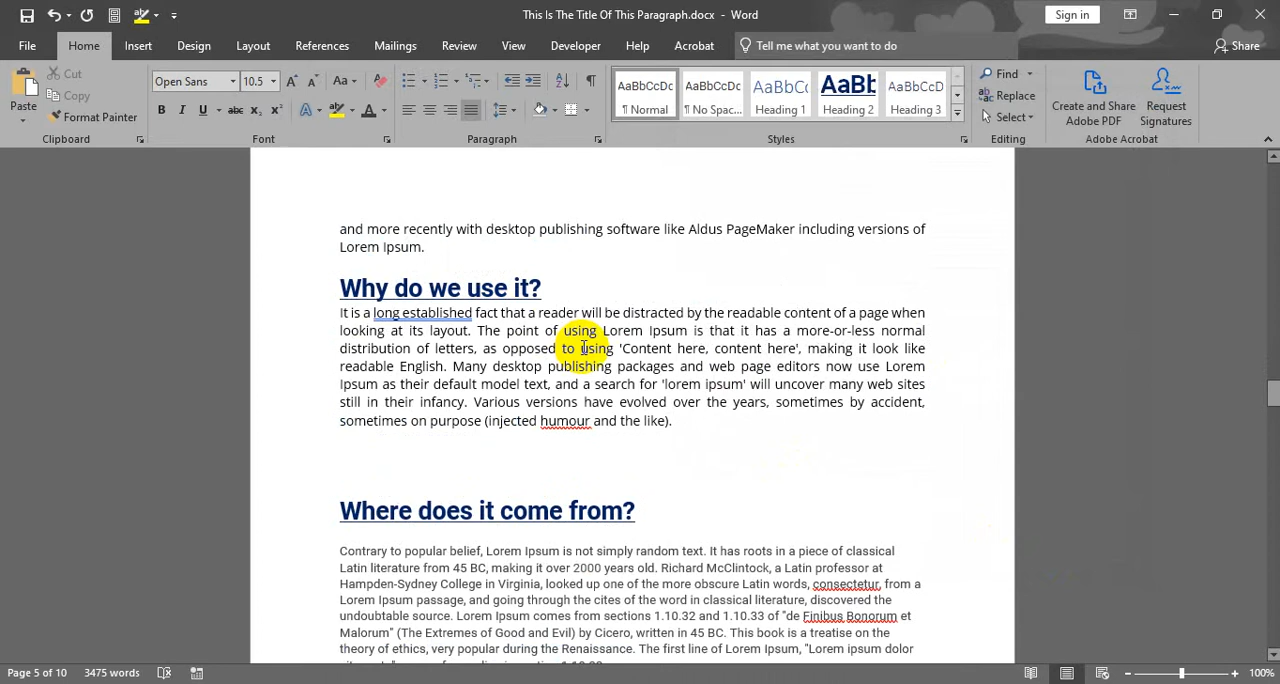 This Is The Title Of This Paragraph.docx - Word
Sign in
File Home Insert Design Layout References Mailings Review View Developer Help Acrobat Tell me what you want to do Share
Paste
Cut
Copy
Format Painter
Clipboard
Open Sans 10.5
Font
Paragraph
AaBbCcDc AaBbCcDc AaBbCc AaBb AaBbCcD
¶ Normal ¶ No Spac... Heading 1 Heading 2 Heading 3
Styles
Find
Replace
Select
Editing
Create and Share Adobe PDF
Request Signatures
Adobe Acrobat
and more recently with desktop publishing software like Aldus PageMaker including versions of
Lorem Ipsum.
Why do we use it?
It is a long established fact that a reader will be distracted by the readable content of a page when
looking at its layout. The point of using Lorem Ipsum is that it has a more-or-less normal
distribution of letters, as opposed to using 'Content here, content here', making it look like
readable English. Many desktop publishing packages and web page editors now use Lorem
Ipsum as their default model text, and a search for 'lorem ipsum' will uncover many web sites
still in their infancy. Various versions have evolved over the years, sometimes by accident,
sometimes on purpose (injected humour and the like).
Where does it come from?
Contrary to popular belief, Lorem Ipsum is not simply random text. It has roots in a piece of classical
Latin literature from 45 BC, making it over 2000 years old. Richard McClintock, a Latin professor at
Hampden-Sydney College in Virginia, looked up one of the more obscure Latin words, consectetur, from a
Lorem Ipsum passage, and going through the cites of the word in classical literature, discovered the
undoubtable source. Lorem Ipsum comes from sections 1.10.32 and 1.10.33 of "de Finibus Bonorum et
Malorum" (The Extremes of Good and Evil) by Cicero, written in 45 BC. This book is a treatise on the
theory of ethics, very popular during the Renaissance. The first line of Lorem Ipsum, "Lorem ipsum dolor
Page 5 of 10 3475 words 100%